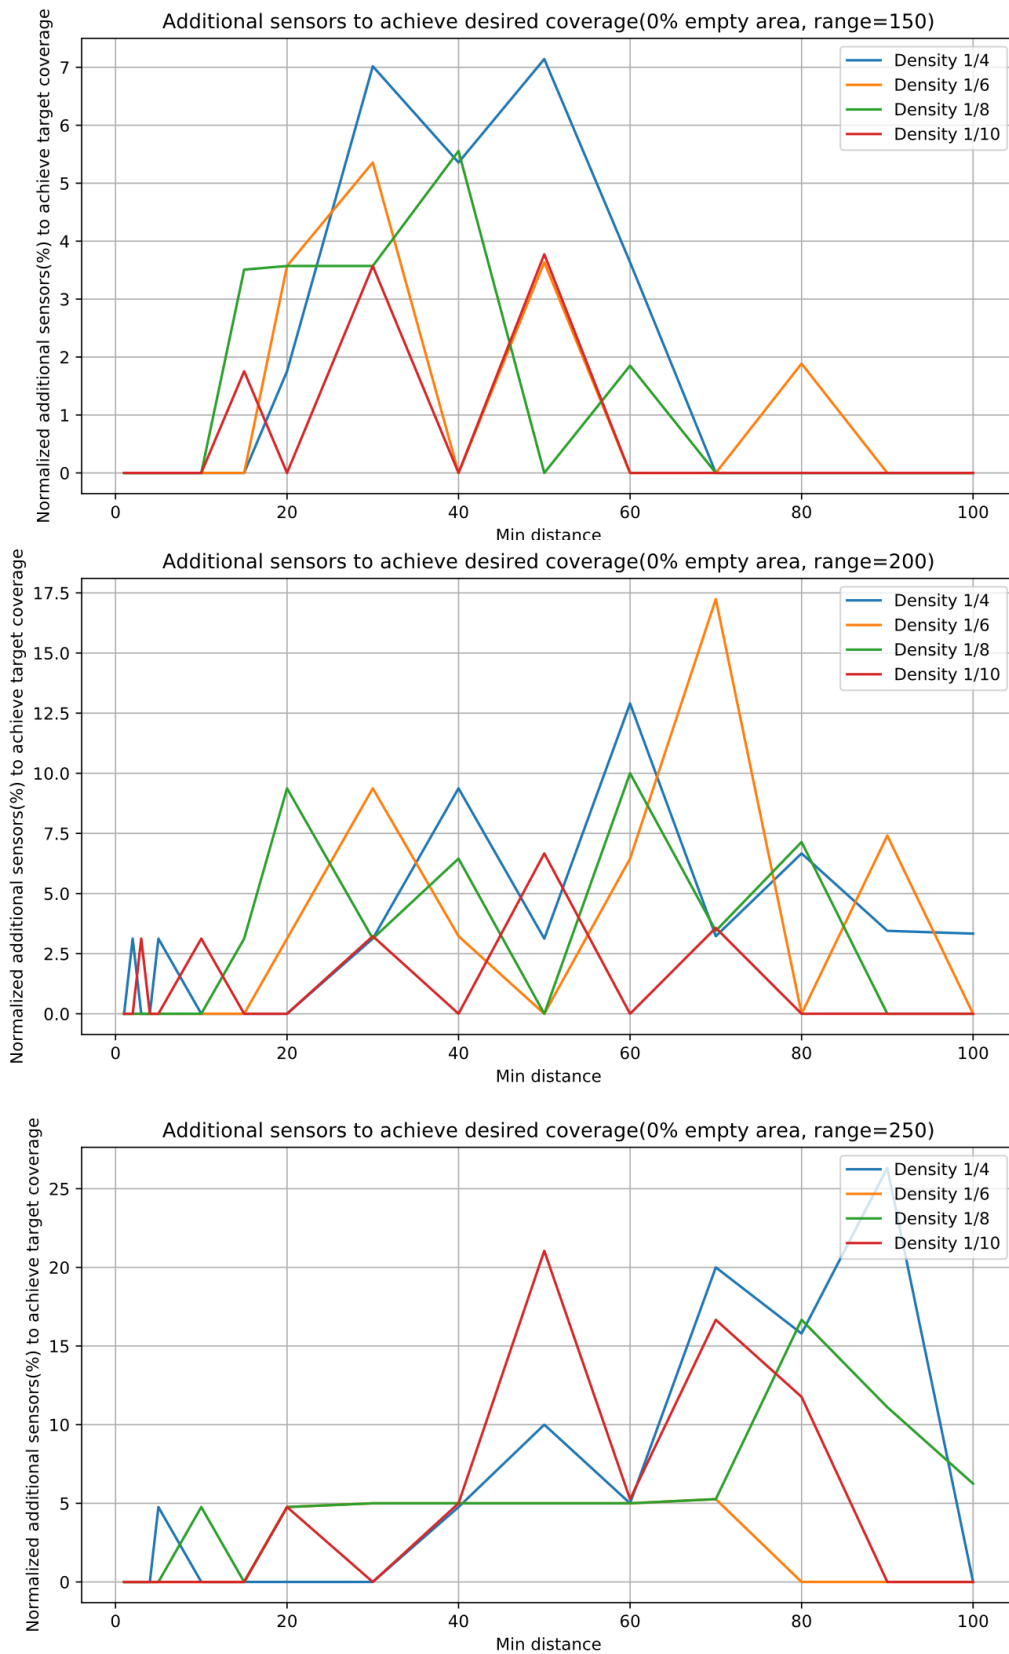 Additional sensors to achieve desired coverage(0% empty area, range=150)
Normalized additional sensors(%) to achieve target coverage
7
6
5
4
3
2
1
0
Density 1/4
Density 1/6
Density 1/8
Density 1/10
0 20 40 60 80 100
Min distance
Additional sensors to achieve desired coverage(0% empty area, range=200)
Normalized additional sensors(%) to achieve target coverage
17.5
15.0
12.5
10.0
7.5
5.0
2.5
0.0
Density 1/4
Density 1/6
Density 1/8
Density 1/10
0 20 40 60 80 100
Min distance
Additional sensors to achieve desired coverage(0% empty area, range=250)
Normalized additional sensors(%) to achieve target coverage
25
20
15
10
5
0
Density 1/4
Density 1/6
Density 1/8
Density 1/10
0 20 40 60 80 100
Min distance